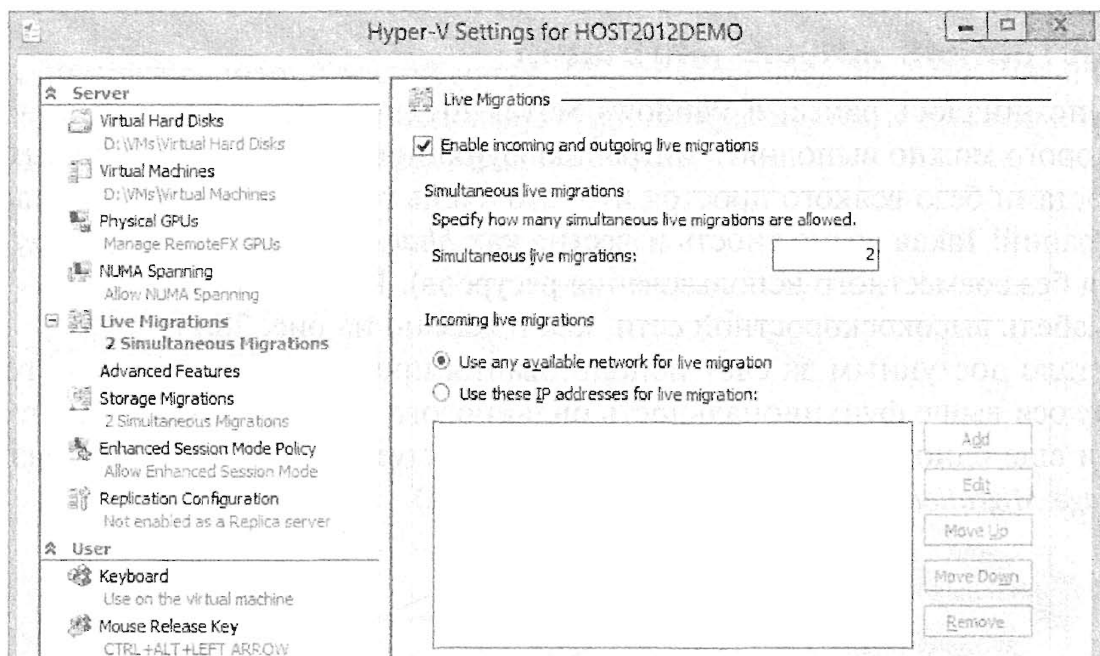 Hyper-V Settings for HOST2012DEMO
Server
Virtual Hard Disks
D:\VMs\Virtual Hard Disks
Virtual Machines
D:\VMs\Virtual Machines
Physical GPUs
Manage RemoteFX GPUs
NUMA Spanning
Allow NUMA Spanning
Live Migrations
2 Simultaneous Migrations
Advanced Features
Storage Migrations
2 Simultaneous Migrations
Enhanced Session Mode Policy
Allow Enhanced Session Mode
Replication Configuration
Not enabled as a Replica server
User
Keyboard
Use on the virtual machine
Mouse Release Key
CTRL+ALT+LEFT ARROW
Live Migrations
Enable incoming and outgoing live migrations
Simultaneous live migrations
Specify how many simultaneous live migrations are allowed.
Simultaneous live migrations: 2
Incoming live migrations
Use any available network for live migration
Use these IP addresses for live migration:
Add
Edit
Move Up
Move Down
Remove